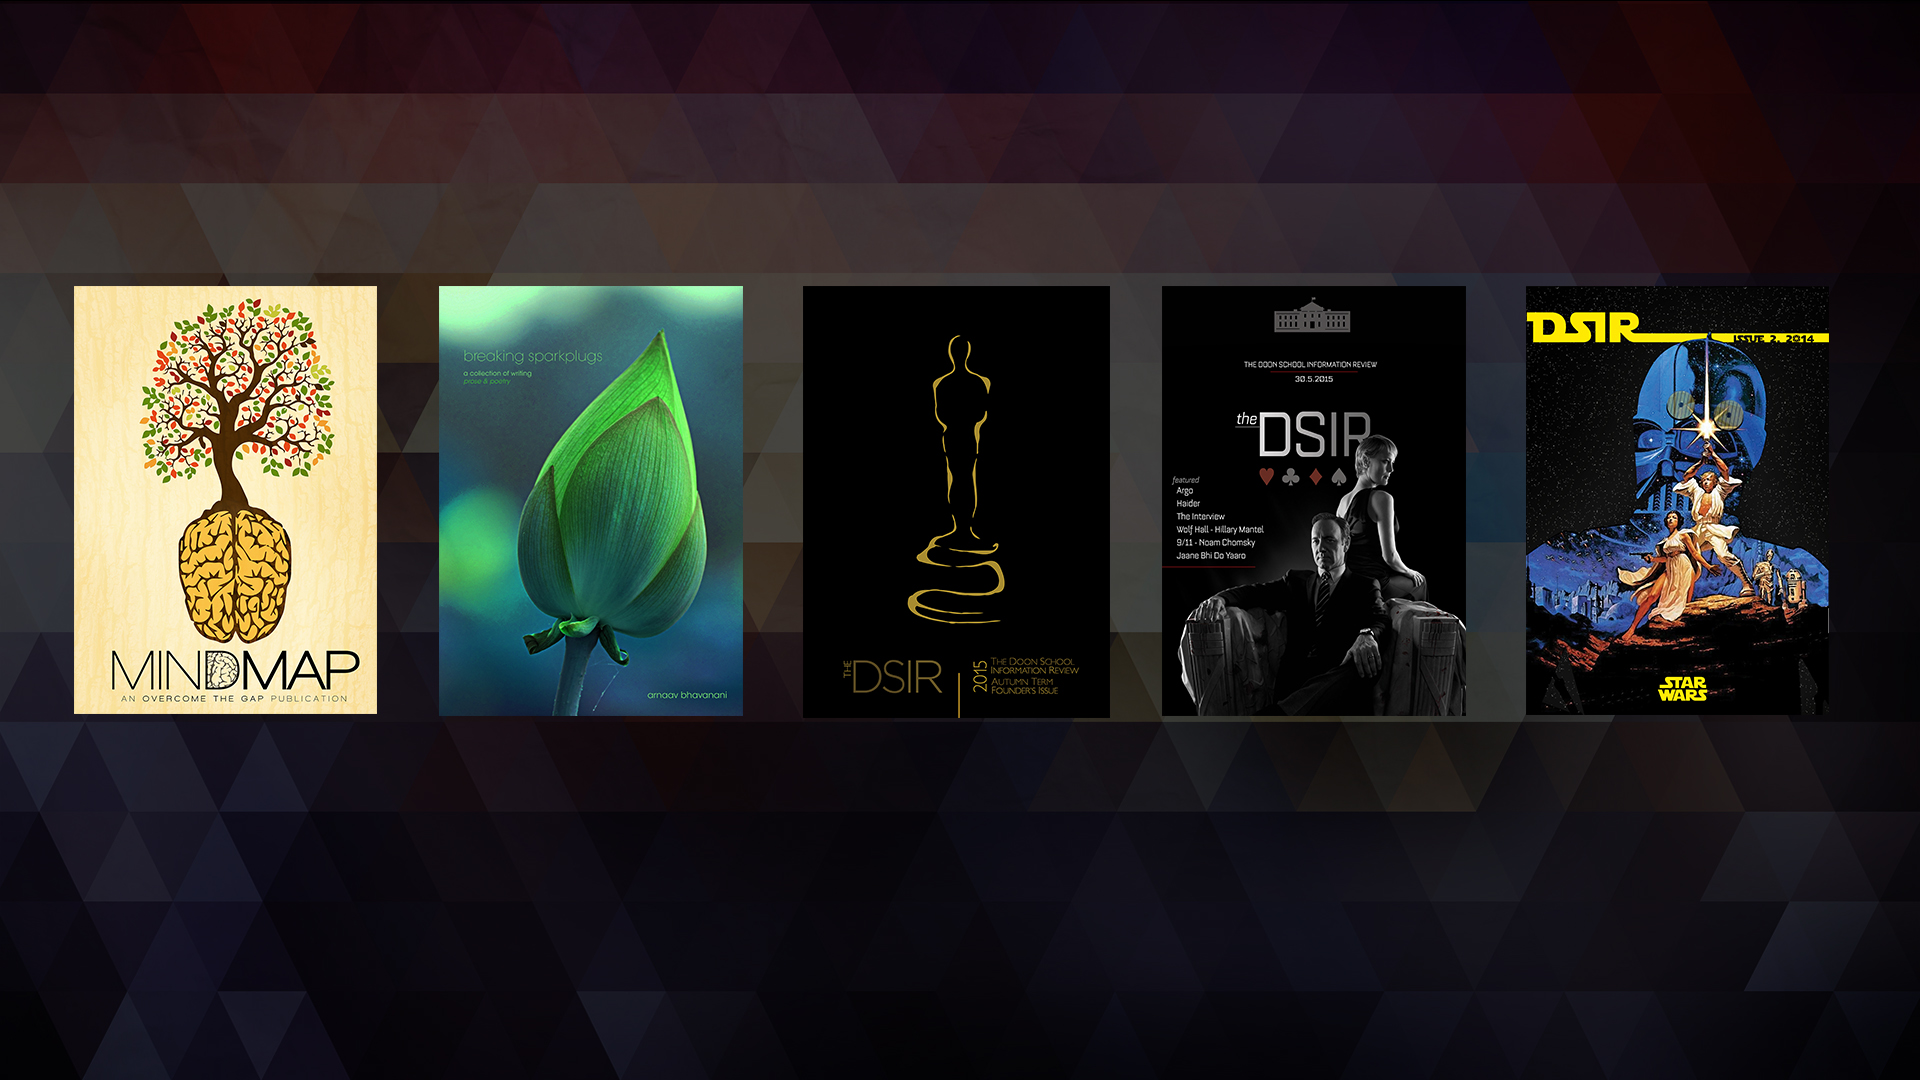 MINDMAP
AN OVERCOME THE GAP PUBLICATION
breaking sparkplugs
a collection of writing
prose & poetry
arnaav bhavanani
THE DSIR
2015
THE DOON SCHOOL
INFORMATION REVIEW
AUTUMN TERM
FOUNDER'S ISSUE
THE DOON SCHOOL INFORMATION REVIEW
30.5.2015
the DSIR
featured
Argo
Haider
The Interview
Wolf Hall - Hillary Mantel
9/11 - Noam Chomsky
Jaane Bhi Do Yaaro
DSIR
ISSUE 2, 2014
STAR
WARS